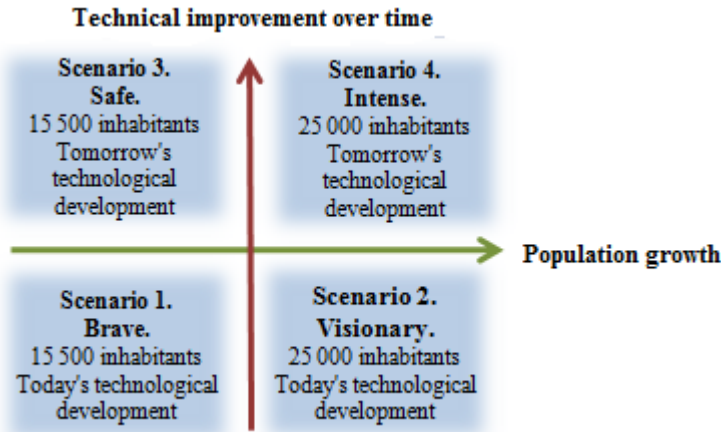 Technical improvement over time
Scenario 3.
Safe.
15 500 inhabitants
Tomorrow's
technological
development
Scenario 4.
Intense.
25 000 inhabitants
Tomorrow's
technological
development
Population growth
Scenario 1.
Brave.
15 500 inhabitants
Today's technological
development
Scenario 2.
Visionary.
25 000 inhabitants
Today's technological
development